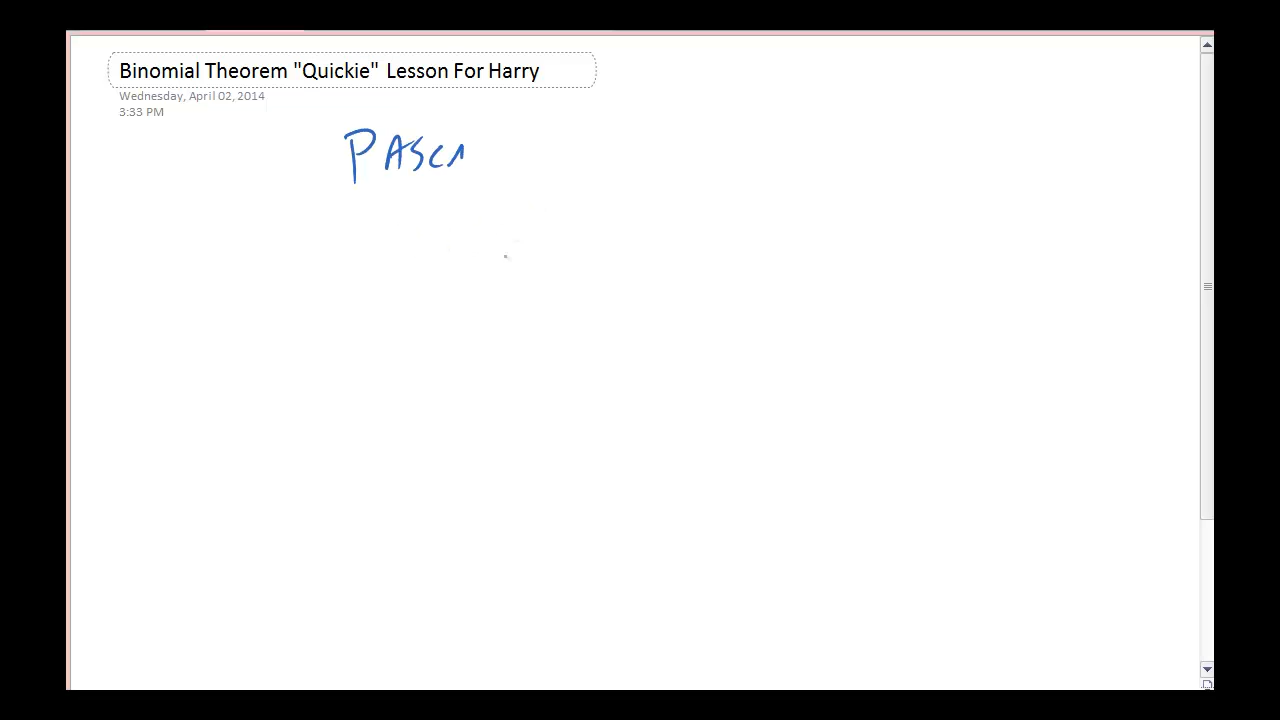 Binomial Theorem "Quickie" Lesson For Harry
Wednesday, April 02, 2014
3:33 PM
PASCA